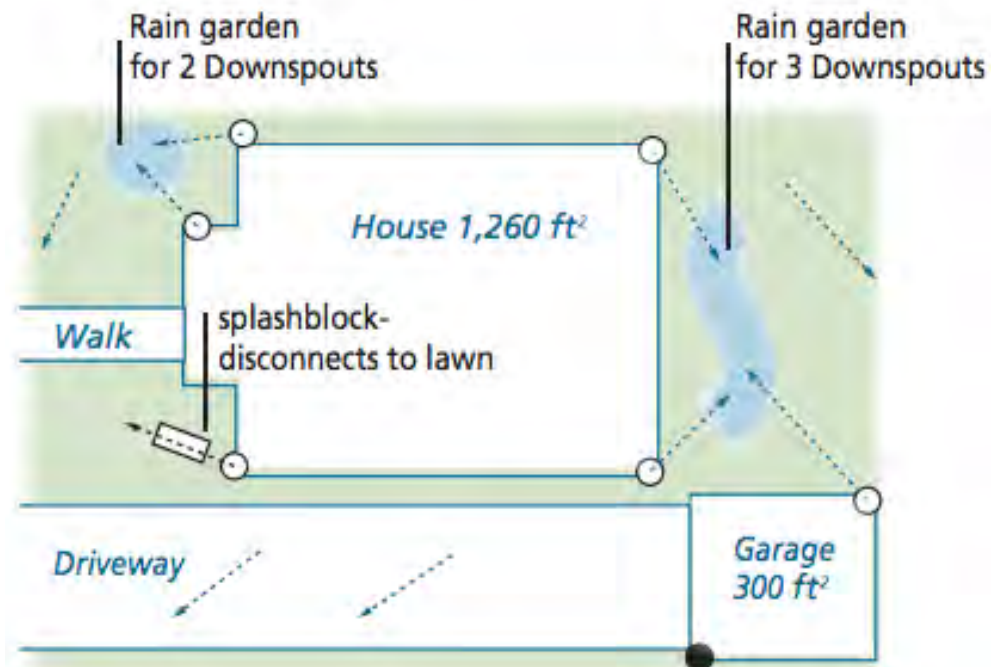 Rain garden
for 2 Downspouts
Rain garden
for 3 Downspouts
House 1,260 ft²
Walk
splashblock-
disconnects to lawn
Driveway
Garage
300 ft²